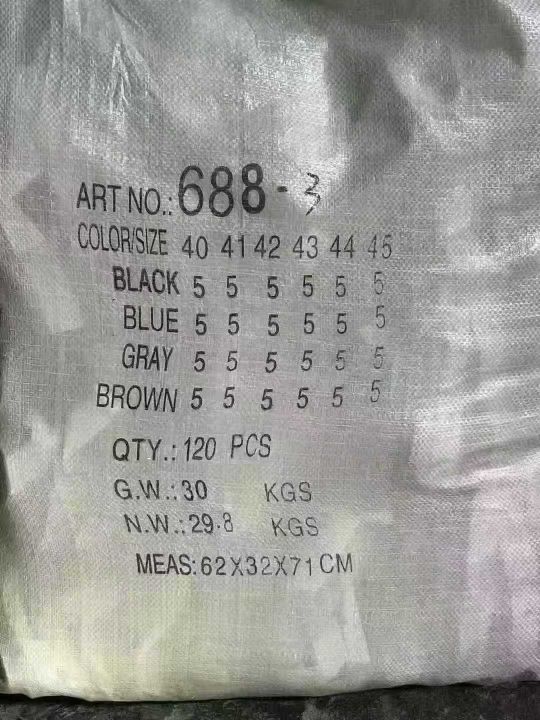 ART NO.: 688-3
COLOR/SIZE 40 41 42 43 44 45
BLACK 5 5 5 5 5 5
BLUE 5 5 5 5 5 5
GRAY 5 5 5 5 5 5
BROWN 5 5 5 5 5 5
QTY.: 120 PCS
G.W.: 30 KGS
N.W.: 29.8 KGS
MEAS: 62X32X71 CM